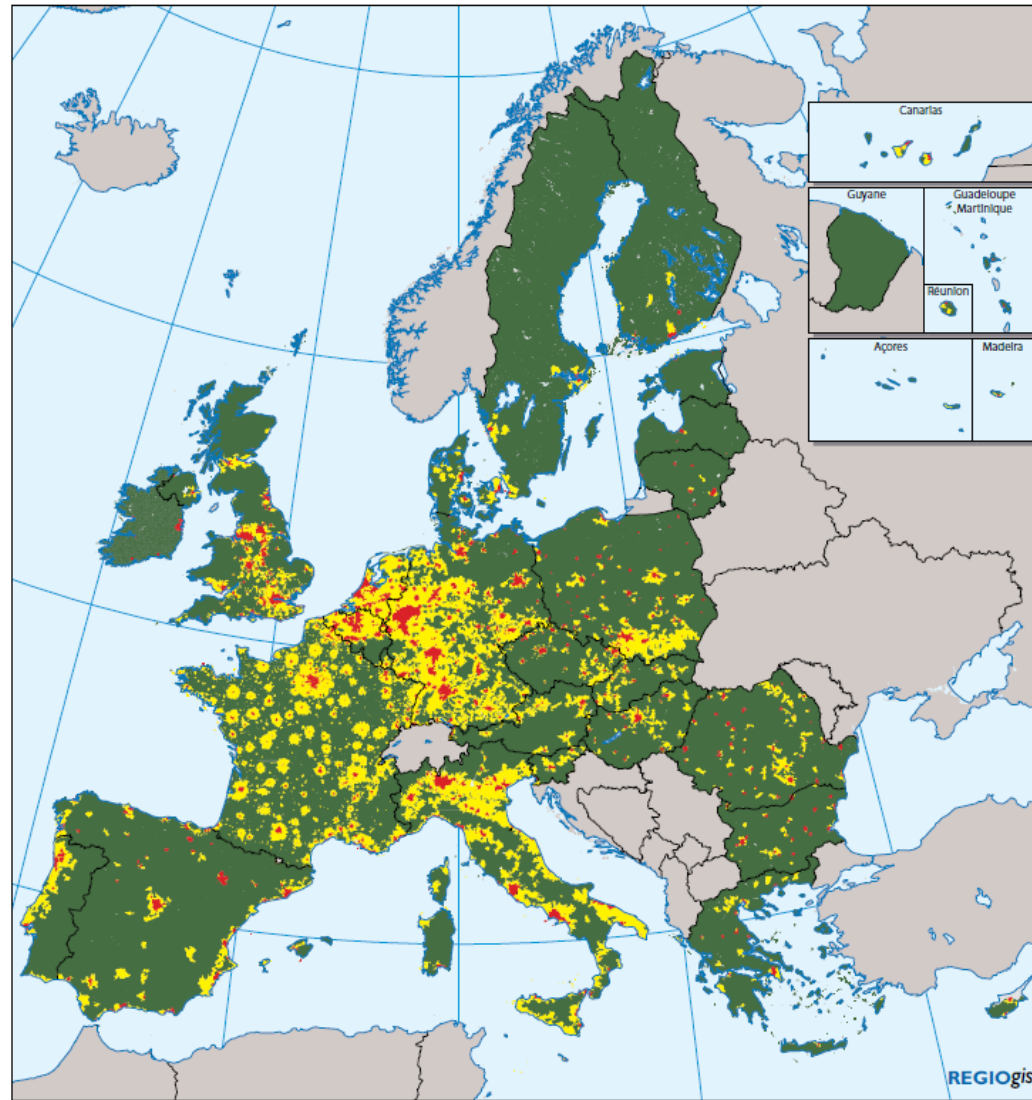 Canarias
Guyane
Guadeloupe
Martinique
Réunion
Açores
Madeira
REGIOgis